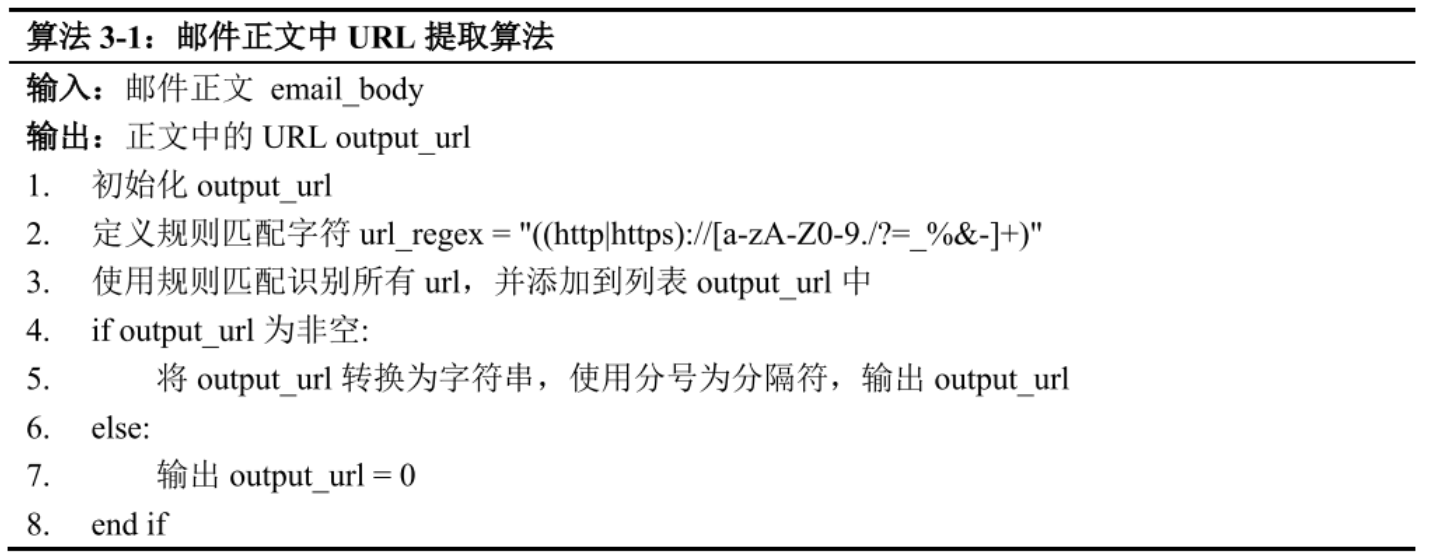 算法 3-1：邮件正文中 URL 提取算法
输入：邮件正文 email_body
输出：正文中的 URL output_url
1. 初始化 output_url
2. 定义规则匹配字符 url_regex = "((http|https)://[a-zA-Z0-9./?=_%&-]+)"
3. 使用规则匹配识别所有 url，并添加到列表 output_url 中
4. if output_url 为非空:
5. 将 output_url 转换为字符串，使用分号为分隔符，输出 output_url
6. else:
7. 输出 output_url = 0
8. end if